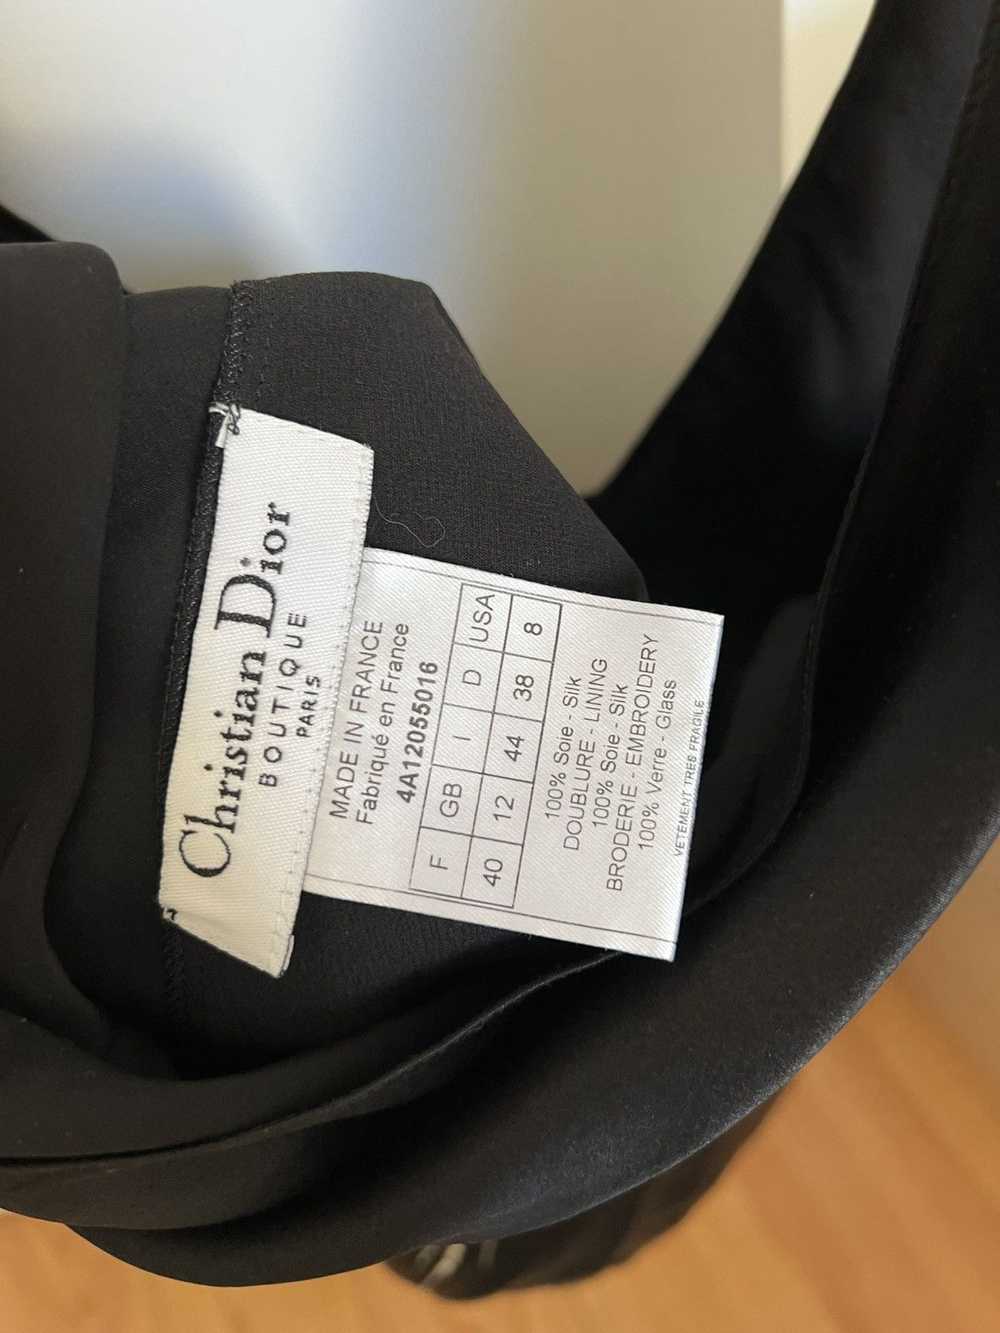 Christian Dior
BOUTIQUE
PARIS
MADE IN FRANCE
Fabriqué en France
4A12055016
F GB I D USA
40 12 44 38 8
100% Soie - Silk
DOUBLURE - LINING
100% Soie - Silk
BRODERIE - EMBROIDERY
100% Verre - Glass
VETEMENT TRES FRAGILE